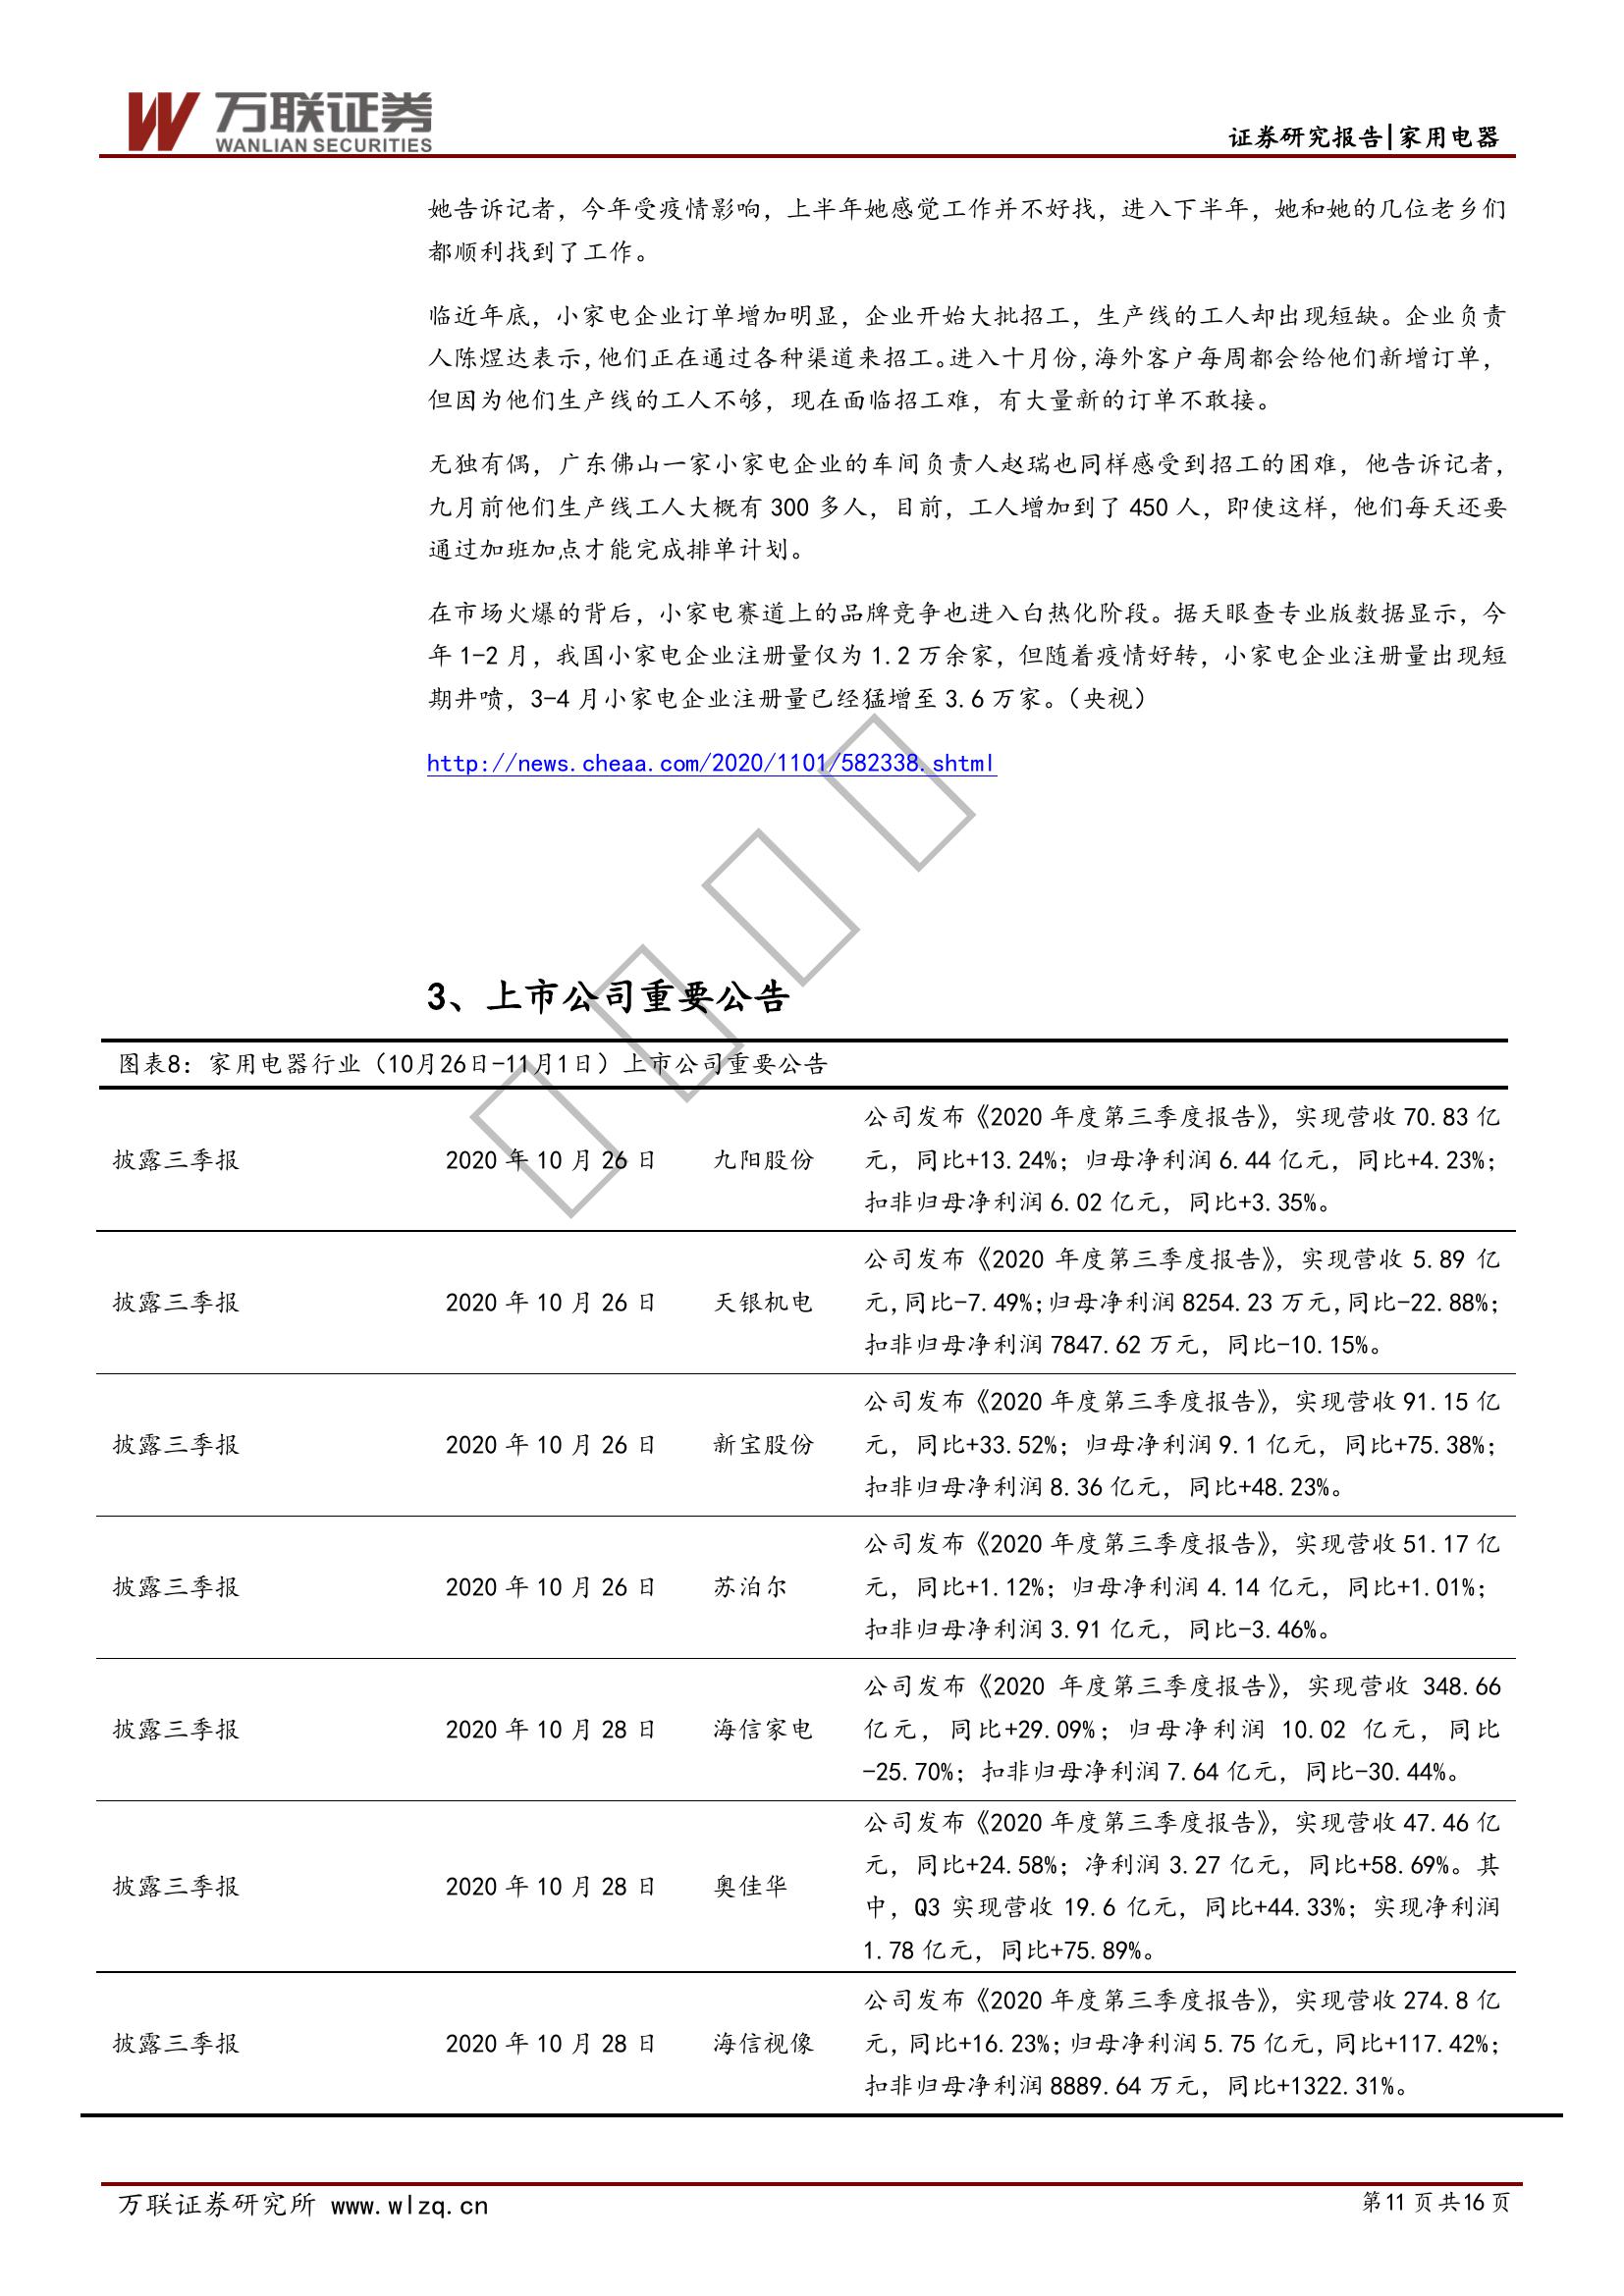 万联证券
WANLIAN SECURITIES
证券研究报告|家用电器
她告诉记者，今年受疫情影响，上半年她感觉工作并不好找，进入下半年，她和她的几位老乡们
都顺利找到了工作。
临近年底，小家电企业订单增加明显，企业开始大批招工，生产线的工人却出现短缺。企业负责
人陈煜达表示，他们正在通过各种渠道来招工。进入十月份，海外客户每周都会给他们新增订单，
但因为他们生产线的工人不够，现在面临招工难，有大量新的订单不敢接。
无独有偶，广东佛山一家小家电企业的车间负责人赵瑞也同样感受到招工的困难，他告诉记者，
九月前他们生产线工人大概有 300 多人，目前，工人增加到了 450 人，即使这样，他们每天还要
通过加班加点才能完成排单计划。
在市场火爆的背后，小家电赛道上的品牌竞争也进入白热化阶段。据天眼查专业版数据显示，今
年 1-2 月，我国小家电企业注册量仅为 1.2 万余家，但随着疫情好转，小家电企业注册量出现短
期井喷，3-4 月小家电企业注册量已经猛增至 3.6 万家。（央视）
http://news.cheaa.com/2020/1101/582338.shtml
3、上市公司重要公告
图表8：家用电器行业（10月26日-11月1日）上市公司重要公告
披露三季报 2020 年 10 月 26 日 九阳股份
公司发布《2020 年度第三季度报告》，实现营收 70.83 亿
元，同比+13.24%；归母净利润 6.44 亿元，同比+4.23%；
扣非归母净利润 6.02 亿元，同比+3.35%。
披露三季报 2020 年 10 月 26 日 天银机电
公司发布《2020 年度第三季度报告》，实现营收 5.89 亿
元，同比-7.49%；归母净利润 8254.23 万元，同比-22.88%；
扣非归母净利润 7847.62 万元，同比-10.15%。
披露三季报 2020 年 10 月 26 日 新宝股份
公司发布《2020 年度第三季度报告》，实现营收 91.15 亿
元，同比+33.52%；归母净利润 9.1 亿元，同比+75.38%；
扣非归母净利润 8.36 亿元，同比+48.23%。
披露三季报 2020 年 10 月 26 日 苏泊尔
公司发布《2020 年度第三季度报告》，实现营收 51.17 亿
元，同比+1.12%；归母净利润 4.14 亿元，同比+1.01%；
扣非归母净利润 3.91 亿元，同比-3.46%。
披露三季报 2020 年 10 月 28 日 海信家电
公司发布《2020 年度第三季度报告》，实现营收 348.66
亿元，同比+29.09%；归母净利润 10.02 亿元，同比
-25.70%；扣非归母净利润 7.64 亿元，同比-30.44%。
披露三季报 2020 年 10 月 28 日 奥佳华
公司发布《2020 年度第三季度报告》，实现营收 47.46 亿
元，同比+24.58%；净利润 3.27 亿元，同比+58.69%。其
中，Q3 实现营收 19.6 亿元，同比+44.33%；实现净利润
1.78 亿元，同比+75.89%。
披露三季报 2020 年 10 月 28 日 海信视像
公司发布《2020 年度第三季度报告》，实现营收 274.8 亿
元，同比+16.23%；归母净利润 5.75 亿元，同比+117.42%；
扣非归母净利润 8889.64 万元，同比+1322.31%。
万联证券研究所 www.wlzq.cn
第11 页共16 页